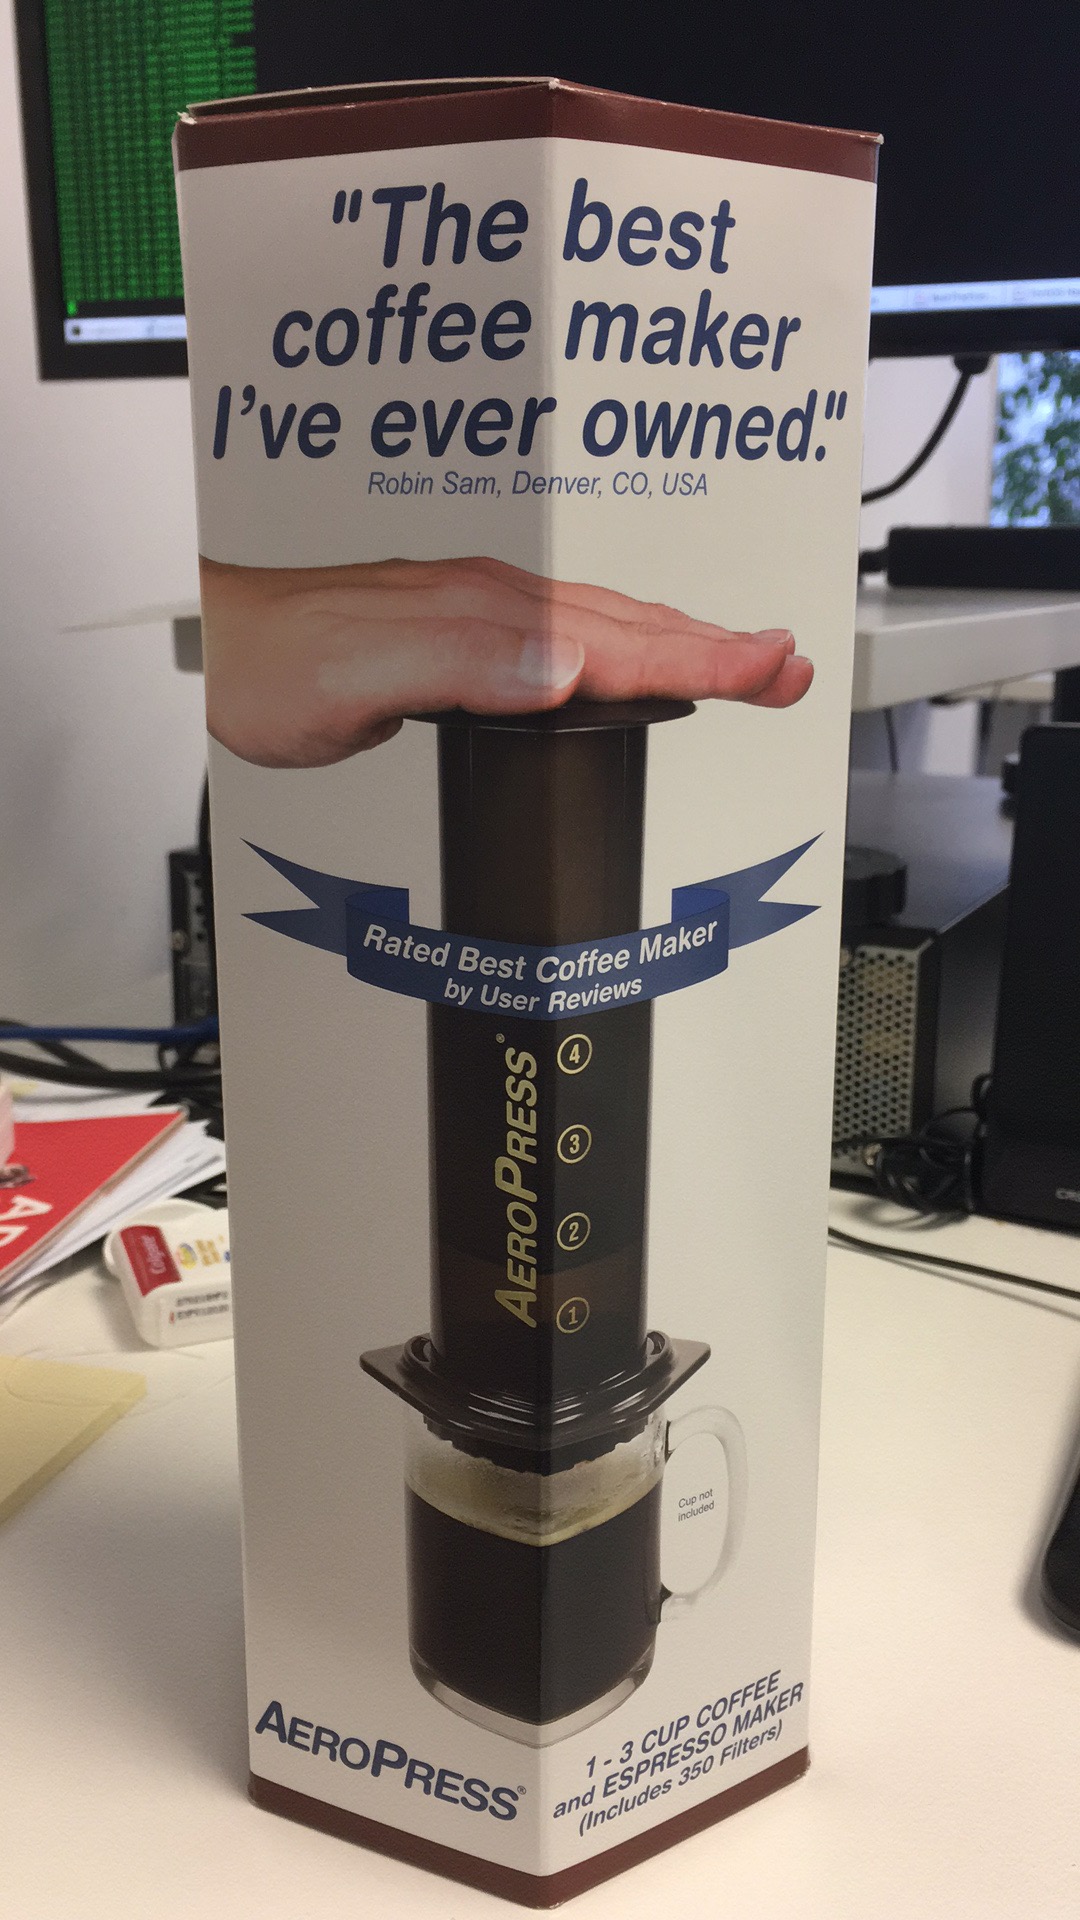 "The best
coffee maker
I've ever owned."
Robin Sam, Denver, CO, USA
Rated Best Coffee Maker
by User Reviews
AEROPRESS®
4
3
2
1
Cup not
included
AEROPRESS®
1 - 3 CUP COFFEE
and ESPRESSO MAKER
(Includes 350 Filters)
Colgate